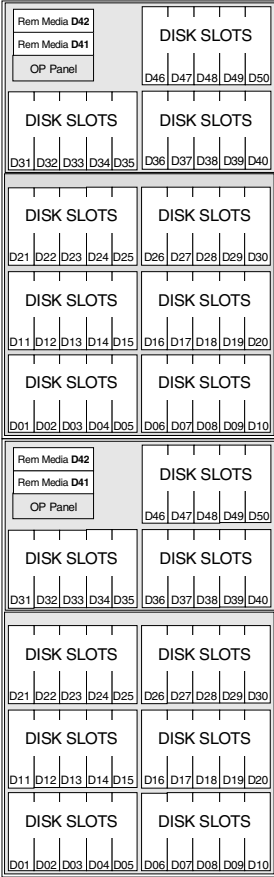 Rem Media D42
Rem Media D41
OP Panel
DISK SLOTS
D46 D47 D48 D49 D50
DISK SLOTS DISK SLOTS
D31 D32 D33 D34 D35 D36 D37 D38 D39 D40
DISK SLOTS DISK SLOTS
D21 D22 D23 D24 D25 D26 D27 D28 D29 D30
DISK SLOTS DISK SLOTS
D11 D12 D13 D14 D15 D16 D17 D18 D19 D20
DISK SLOTS DISK SLOTS
D01 D02 D03 D04 D05 D06 D07 D08 D09 D10
Rem Media D42
Rem Media D41
OP Panel
DISK SLOTS
D46 D47 D48 D49 D50
DISK SLOTS DISK SLOTS
D31 D32 D33 D34 D35 D36 D37 D38 D39 D40
DISK SLOTS DISK SLOTS
D21 D22 D23 D24 D25 D26 D27 D28 D29 D30
DISK SLOTS DISK SLOTS
D11 D12 D13 D14 D15 D16 D17 D18 D19 D20
DISK SLOTS DISK SLOTS
D01 D02 D03 D04 D05 D06 D07 D08 D09 D10